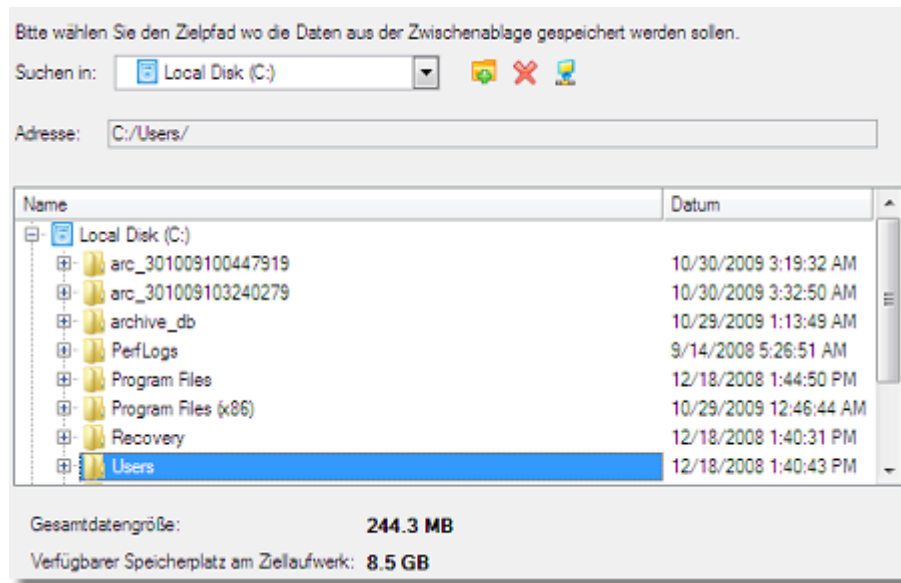 Bitte wählen Sie den Zielpfad wo die Daten aus der Zwischenablage gespeichert werden sollen.
Suchen in: Local Disk (C:)
Adresse: C:/Users/
Name Datum
Local Disk (C:)
arc_301009100447919 10/30/2009 3:19:32 AM
arc_301009103240279 10/30/2009 3:32:50 AM
archive_db 10/29/2009 1:13:49 AM
PerfLogs 9/14/2008 5:26:51 AM
Program Files 12/18/2008 1:44:50 PM
Program Files (x86) 10/29/2009 12:46:44 AM
Recovery 12/18/2008 1:40:31 PM
Users 12/18/2008 1:40:43 PM
Gesamtdatengröße: 244.3 MB
Verfügbarer Speicherplatz am Ziellaufwerk: 8.5 GB